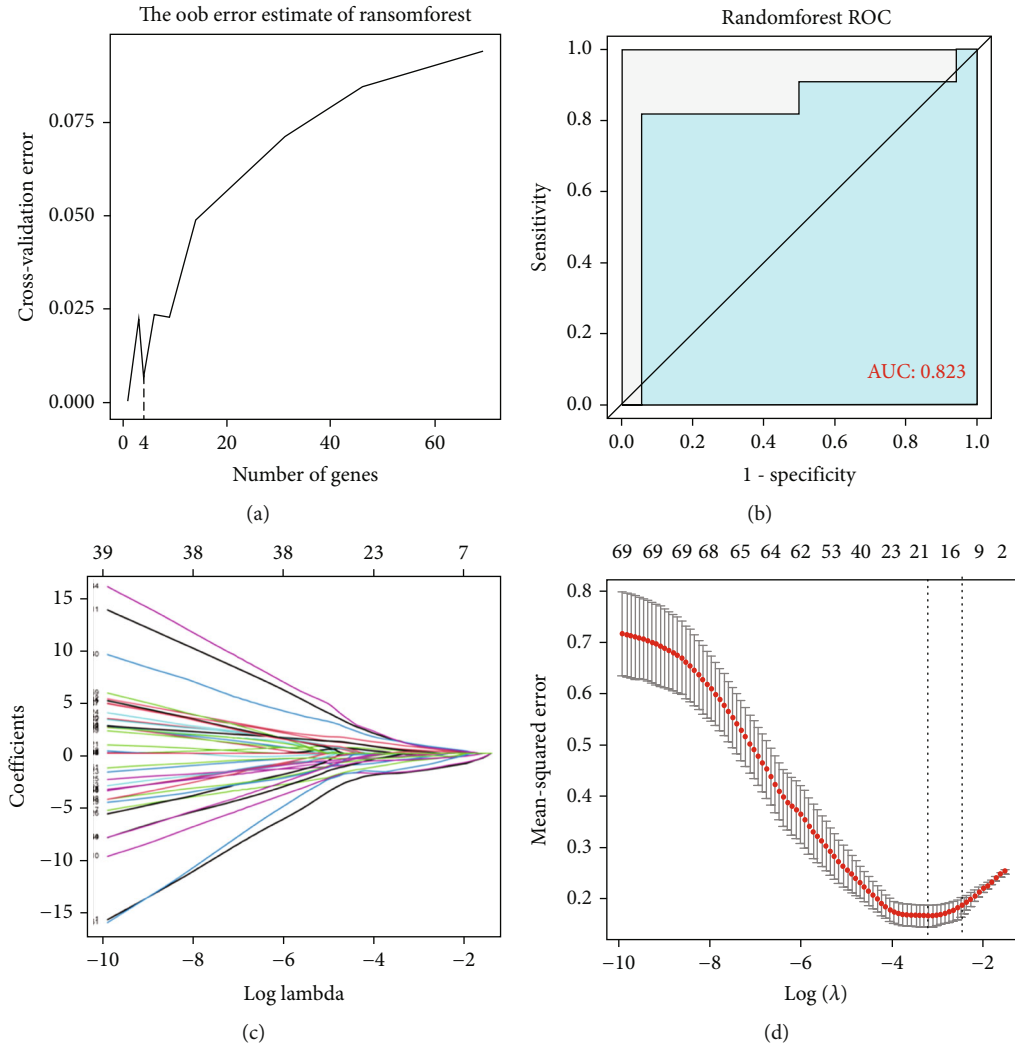 The oob error estimate of ransomforest
Cross-validation error
0.075
0.050
0.025
0.000
0 4 20 40 60
Number of genes
(a)
Randomforest ROC
Sensitivity
1.0
0.8
0.6
0.4
0.2
0.0
AUC: 0.823
0.0 0.2 0.4 0.6 0.8 1.0
1 - specificity
(b)
39 38 38 23 7
Coefficients
15
10
5
0
−5
−10
−15
−10 −8 −6 −4 −2
Log lambda
(c)
69 69 69 68 65 64 62 53 40 23 21 16 9 2
Mean-squared error
0.8
0.7
0.6
0.5
0.4
0.3
0.2
−10 −8 −6 −4 −2
Log (λ)
(d)